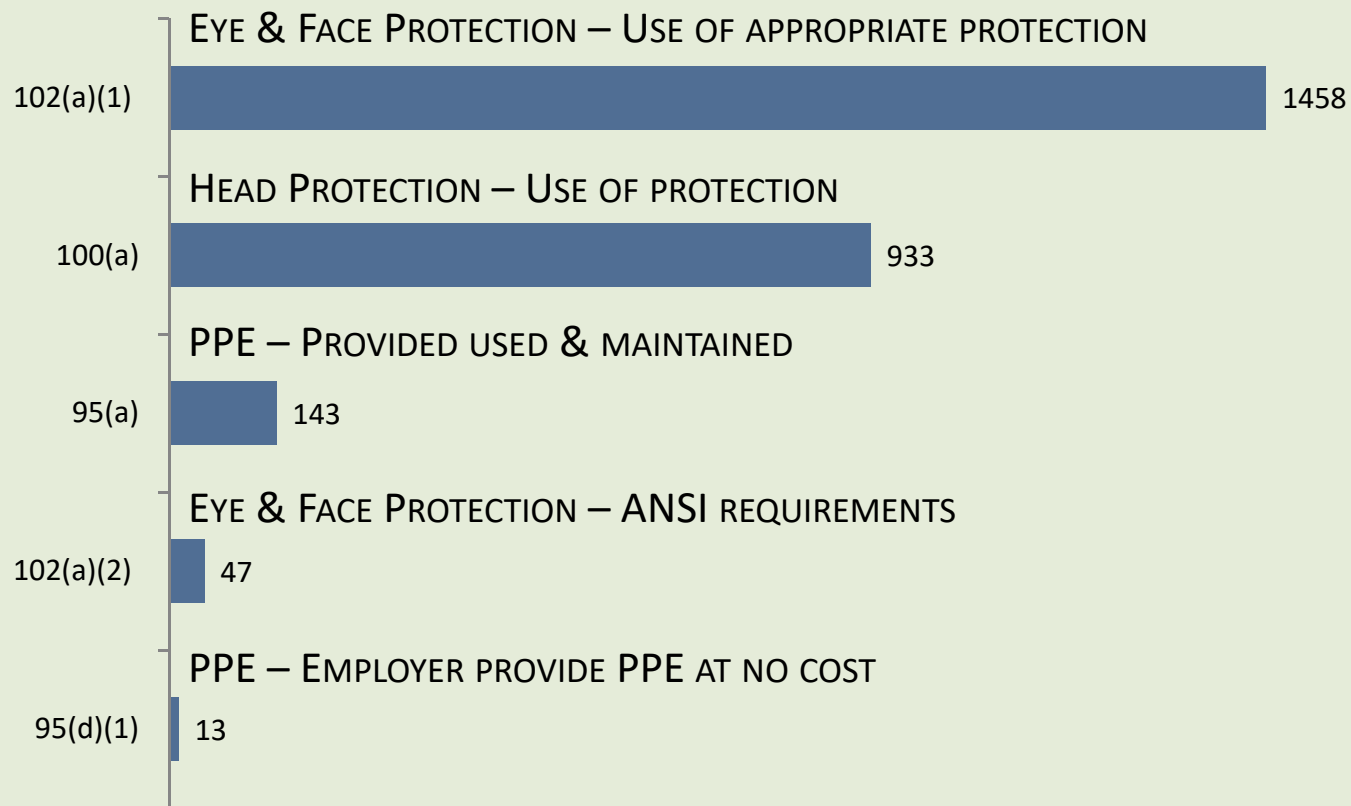 Eye & Face Protection – Use of appropriate protection
102(a)(1) 1458
Head Protection – Use of protection
100(a) 933
PPE – Provided used & maintained
95(a) 143
Eye & Face Protection – ANSI requirements
102(a)(2) 47
PPE – Employer provide PPE at no cost
95(d)(1) 13